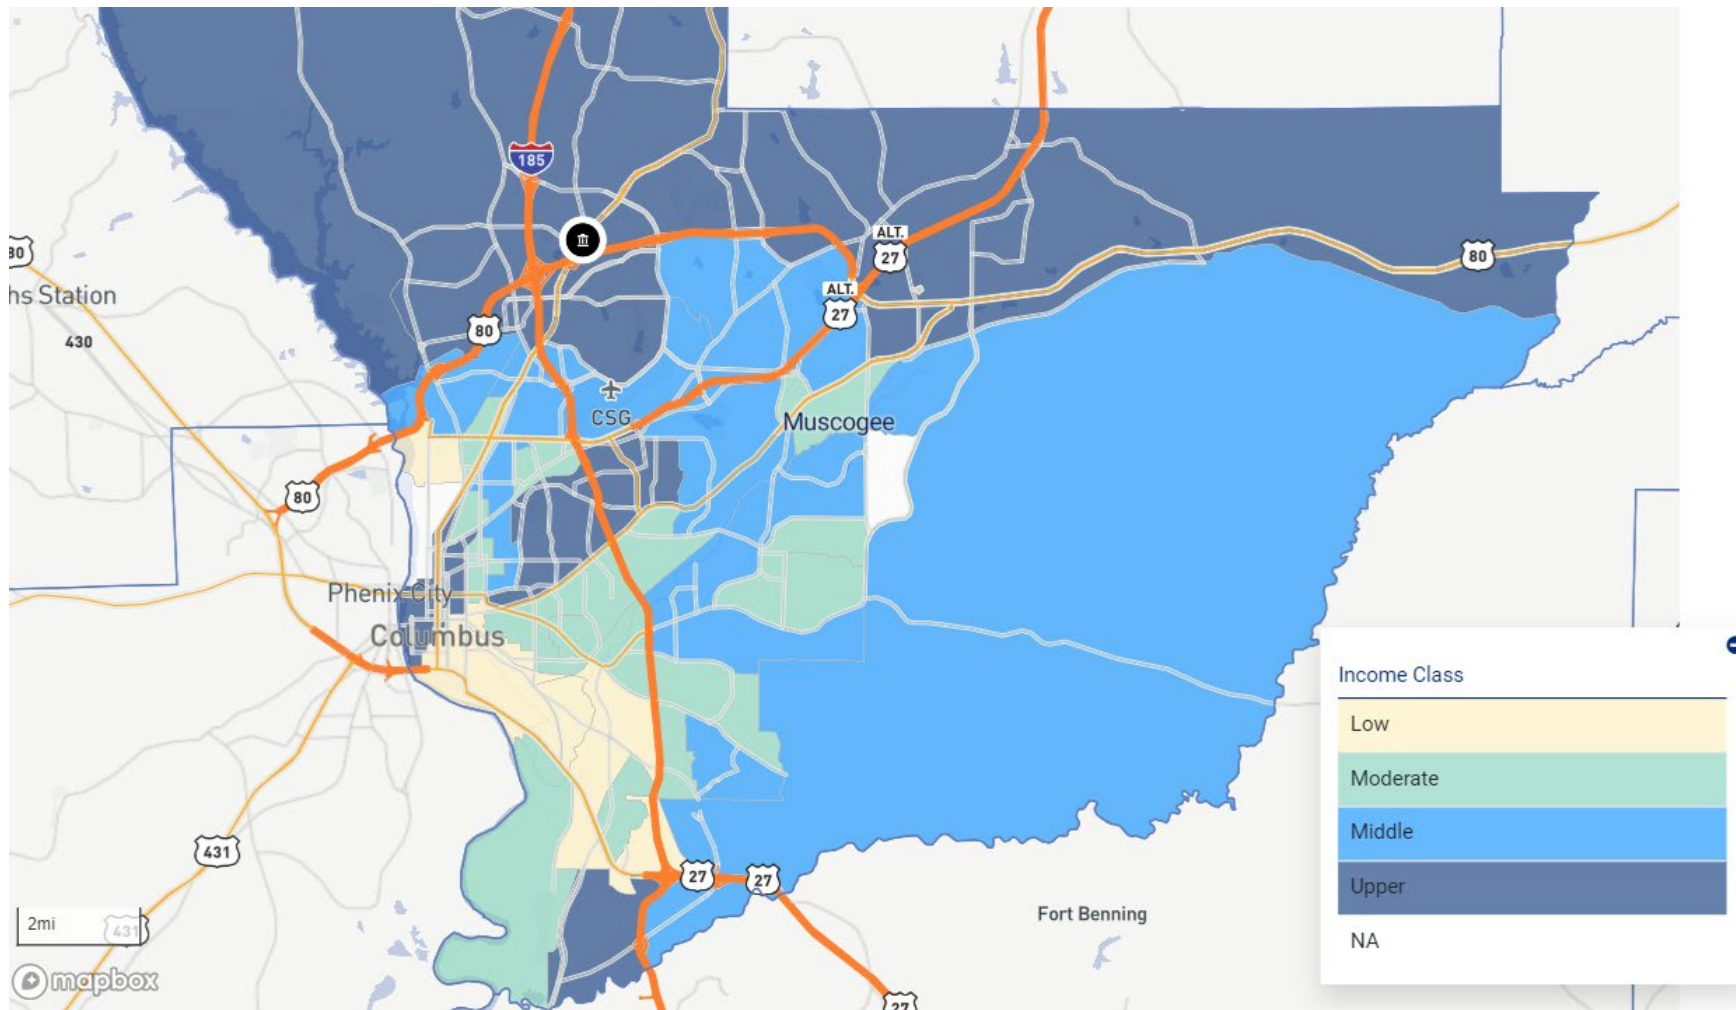 185
ALT.
27
80
80
ALT.
27
hs Station
80
430
CSG
Muscogee
80
Phenix City
Columbus
Income Class
Low
Moderate
Middle
Upper
NA
431
27
27
Fort Benning
2mi
431
mapbox
27